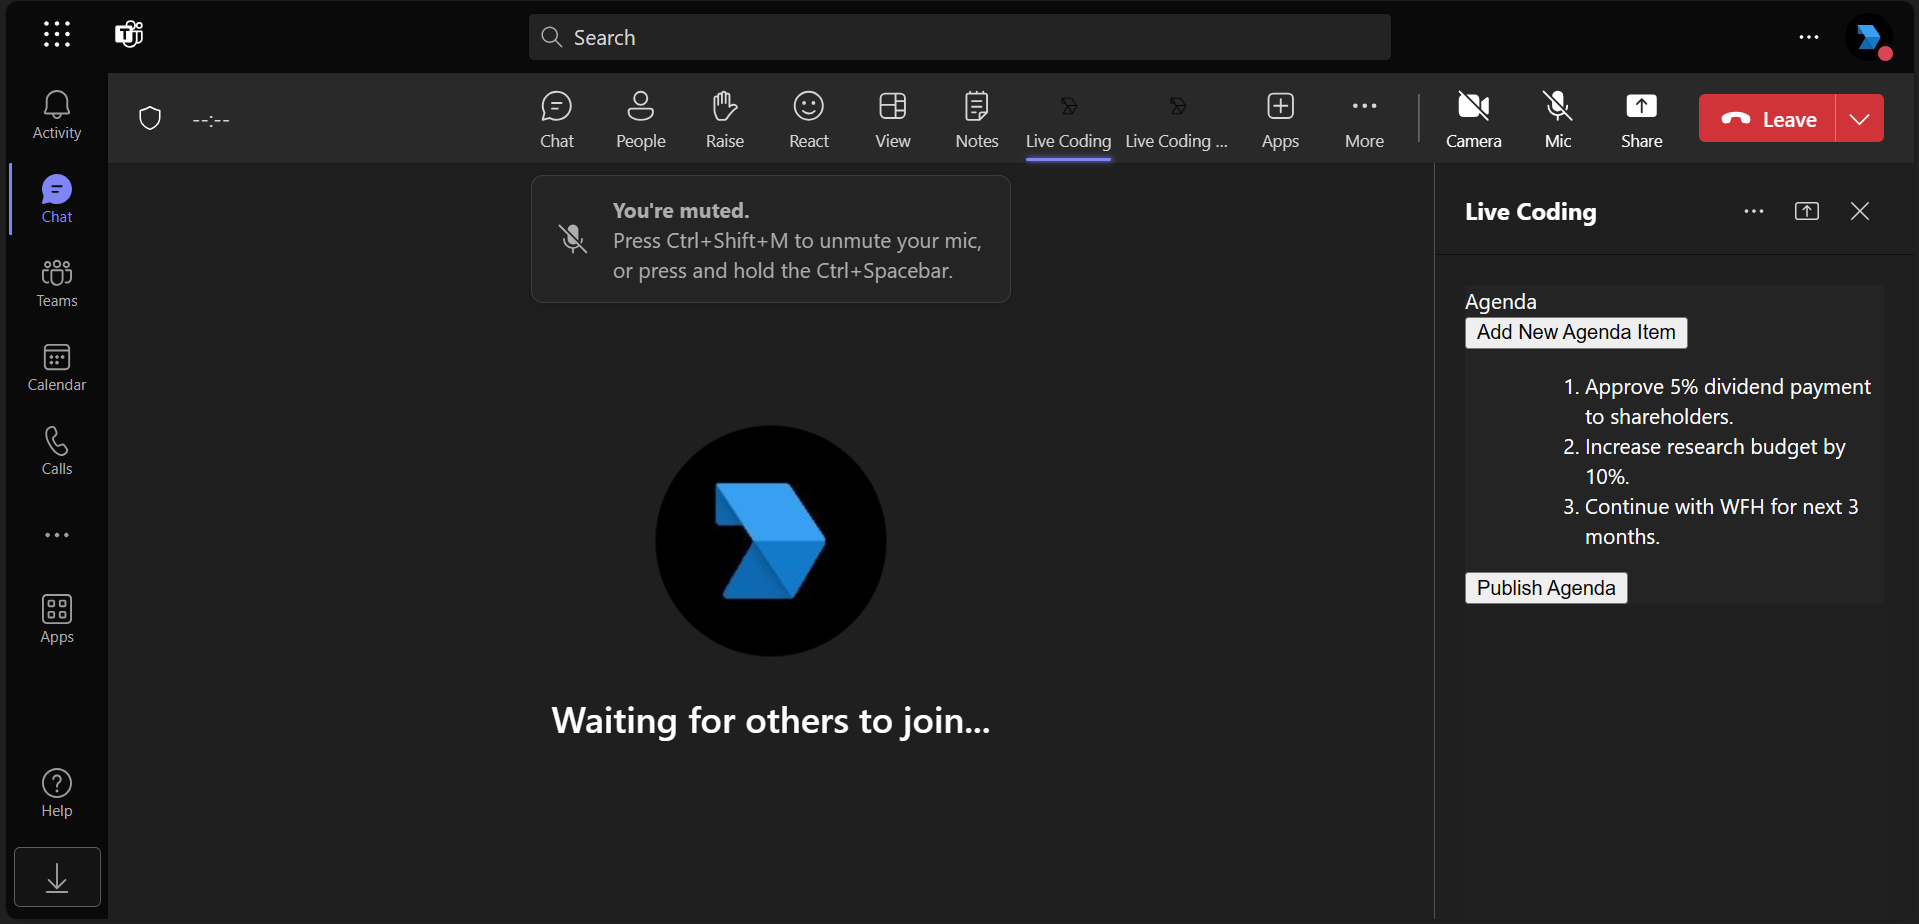 Search
Activity
Chat
Teams
Calendar
Calls
Apps
Help
--:--
Chat
People
Raise
React
View
Notes
Live Coding
Live Coding ...
Apps
More
Camera
Mic
Share
Leave
You're muted.
Press Ctrl+Shift+M to unmute your mic,
or press and hold the Ctrl+Spacebar.
Waiting for others to join...
Live Coding
Agenda
Add New Agenda Item
1. Approve 5% dividend payment
to shareholders.
2. Increase research budget by
10%.
3. Continue with WFH for next 3
months.
Publish Agenda